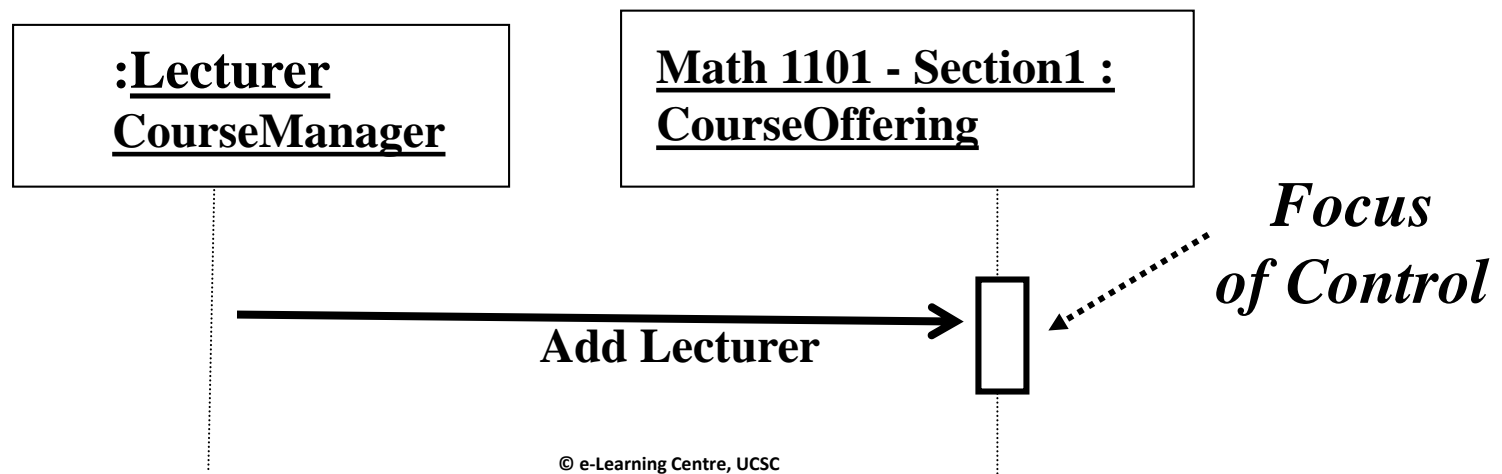 :Lecturer
CourseManager
Math 1101 - Section1 :
CourseOffering
Focus
of Control
Add Lecturer
© e-Learning Centre, UCSC